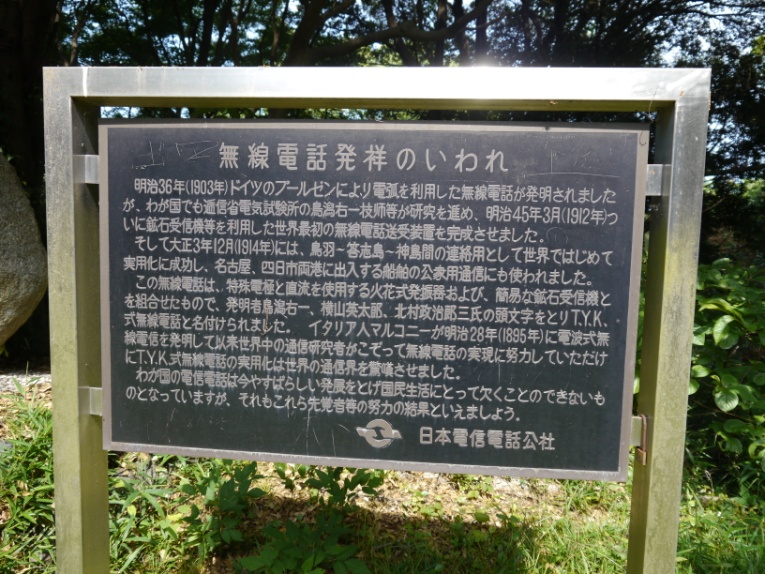 無線電話発祥のいわれ
明治36年(1903年)ドイツのプールゼンにより電弧を利用した無線電話が発明されました
が、わが国でも逓信省電気試験所の鳥潟右一技師等が研究を進め、明治45年3月(1912年)つ
いに鉱石受信機等を利用した世界最初の無線電話送受装置を完成させました。
そして大正3年12月(1914年)には、鳥羽～答志島～神島間の連絡用として世界ではじめて
実用化に成功し、名古屋、四日市両港に出入する船舶の公衆用通信にも使われました。
この無線電話は、特殊電極と直流を使用する火花式発振器および、簡易な鉱石受信機と
を組合せたもので、発明者鳥潟右一、横山英太郎、北村政治郎三氏の頭文字をとりT.Y.K.
式無線電話と名付けられました。 イタリア人マルコニーが明治28年(1895年)に電波式無
線電信を発明して以来世界中の通信研究者がこぞって無線電話の実現に努力していただけ
にT.Y.K.式無線電話の実用化は世界の通信界を驚嘆させました。
わが国の電信電話は今やすばらしい発展をとげ国民生活にとって欠くことのできないも
のとなっていますが、それもこれら先覚者等の努力の結果といえましょう。
日本電信電話公社